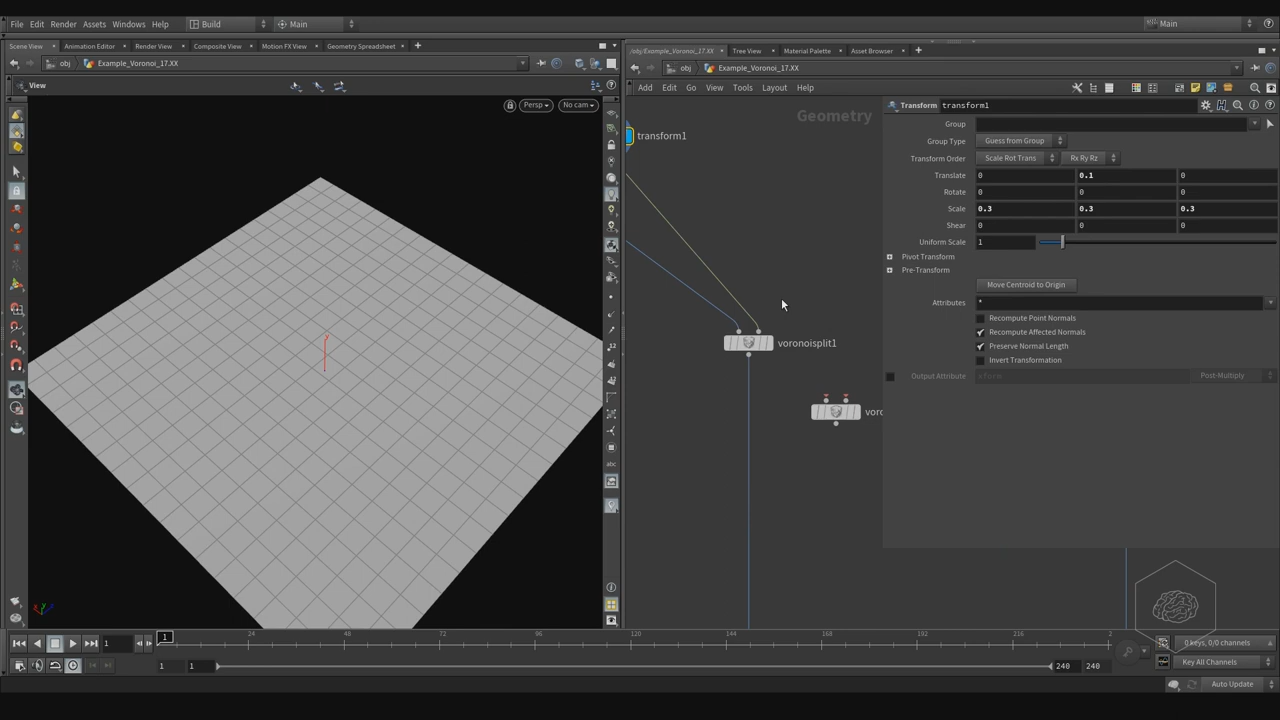 File Edit Render Assets Windows Help Build Main Main
Scene View Animation Editor Render View Composite View Motion FX View Geometry Spreadsheet
/obj/Example_Voronoi_17.XX Tree View Material Palette Asset Browser
obj Example_Voronoi_17.XX
obj Example_Voronoi_17.XX
View
Add Edit Go View Tools Layout Help
Persp No cam
Geometry
Transform transform1
transform1
Group
Group Type Guess from Group
Transform Order Scale Rot Trans Rx Ry Rz
Translate 0 0.1 0
Rotate 0 0 0
Scale 0.3 0.3 0.3
Shear 0 0 0
Uniform Scale 1
Pivot Transform
Pre-Transform
Move Centroid to Origin
Attributes *
Recompute Point Normals
Recompute Affected Normals
Preserve Normal Length
Invert Transformation
Output Attribute xform Post-Multiply
voronoisplit1
voro
abc
1 1 24 48 72 96 120 144 168 192 216 2
0 keys, 0/0 channels
1 1 240 240
Key All Channels
Auto Update